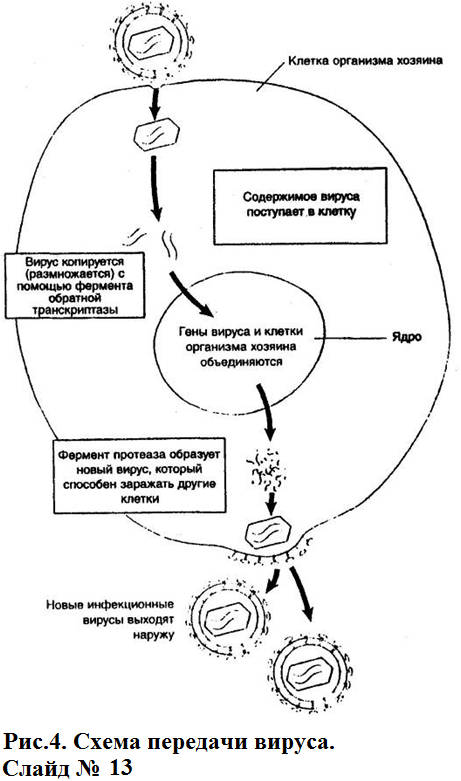 Клетка организма хозяина
Содержимое вируса
поступает в клетку
Вирус копируется
(размножается) с
помощью фермента
обратной
транскриптазы
Гены вируса и клетки
организма хозяина
объединяются
Ядро
Фермент протеаза образует
новый вирус, который
способен заражать другие
клетки
Новые инфекционные
вирусы выходят
наружу
Рис.4. Схема передачи вируса.
Слайд № 13